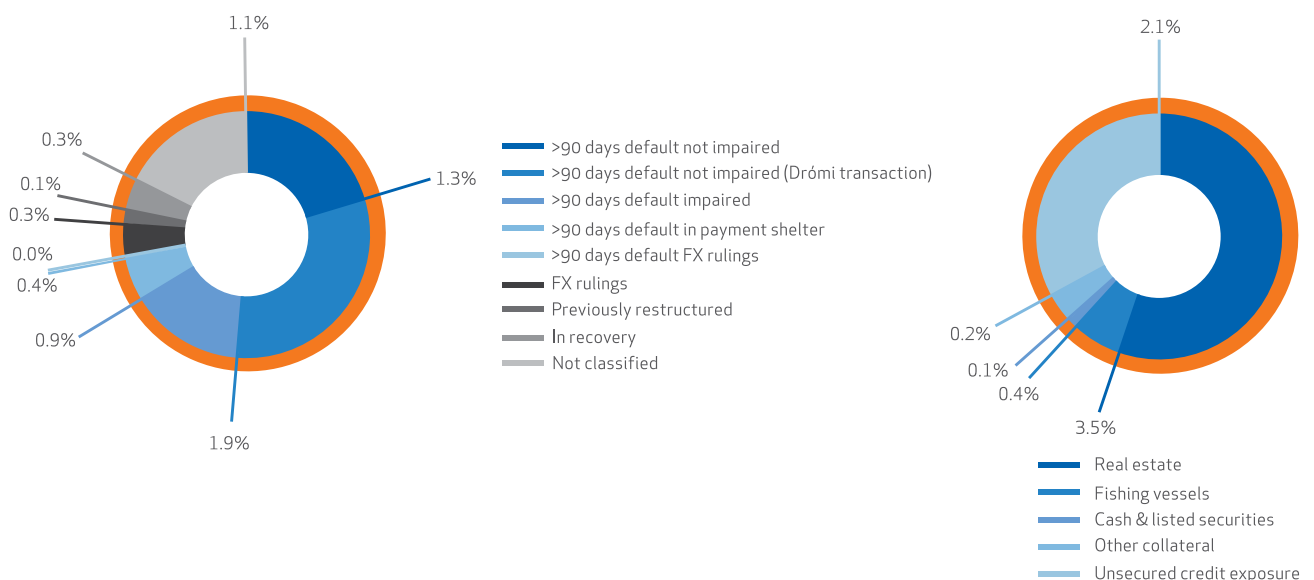 1.1%
0.3%
0.1%
0.3%
0.0%
0.4%
0.9%
1.9%
1.3%
>90 days default not impaired
>90 days default not impaired (Drómi transaction)
>90 days default impaired
>90 days default in payment shelter
>90 days default FX rulings
FX rulings
Previously restructured
In recovery
Not classified
2.1%
0.2%
0.1%
0.4%
3.5%
Real estate
Fishing vessels
Cash & listed securities
Other collateral
Unsecured credit exposure